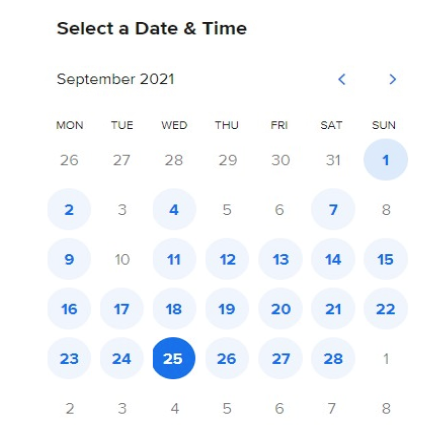 Select a Date & Time
September 2021
MON TUE WED THU FRI SAT SUN
26 27 28 29 30 31 1
2 3 4 5 6 7 8
9 10 11 12 13 14 15
16 17 18 19 20 21 22
23 24 25 26 27 28 1
2 3 4 5 6 7 8